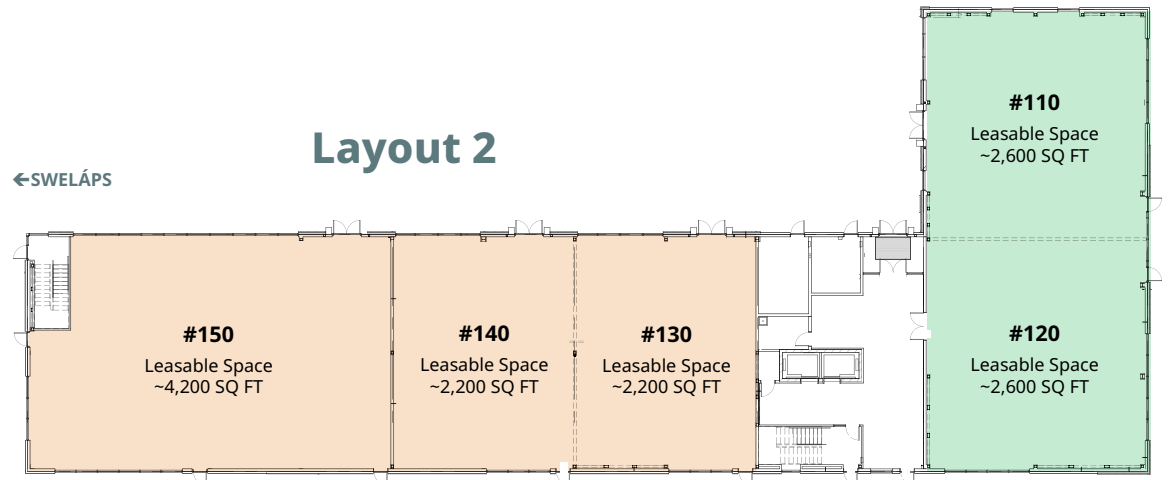 Layout 2
←SWELÁPS
#110
Leasable Space
~2,600 SQ FT
#150
Leasable Space
~4,200 SQ FT
#140
Leasable Space
~2,200 SQ FT
#130
Leasable Space
~2,200 SQ FT
#120
Leasable Space
~2,600 SQ FT